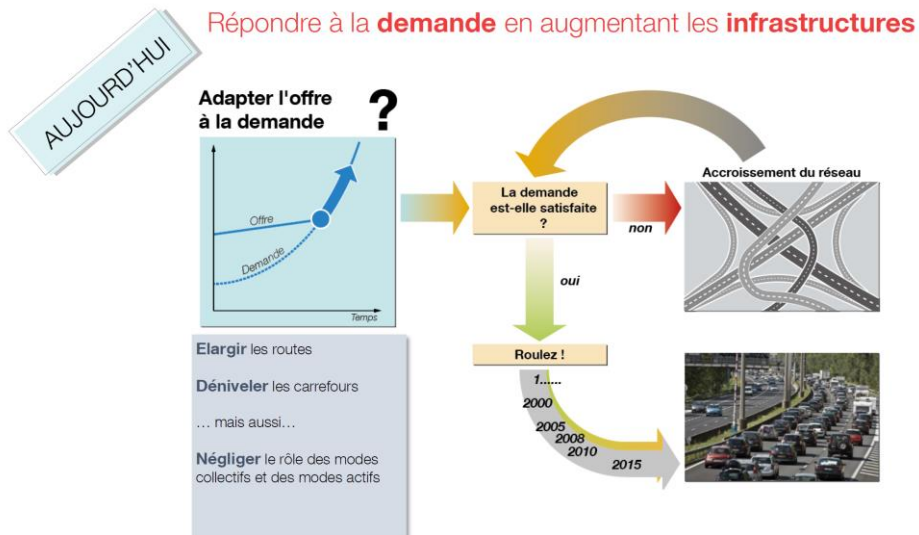 Répondre à la demande en augmentant les infrastructures
AUJOURD'HUI
Adapter l'offre
à la demande
?
Offre
Demande
Temps
La demande
est-elle satisfaite
?
non
Accroissement du réseau
oui
Roulez !
1......
2000
2005
2008
2010
2015
Elargir les routes
Déniveler les carrefours
… mais aussi…
Négliger le rôle des modes
collectifs et des modes actifs